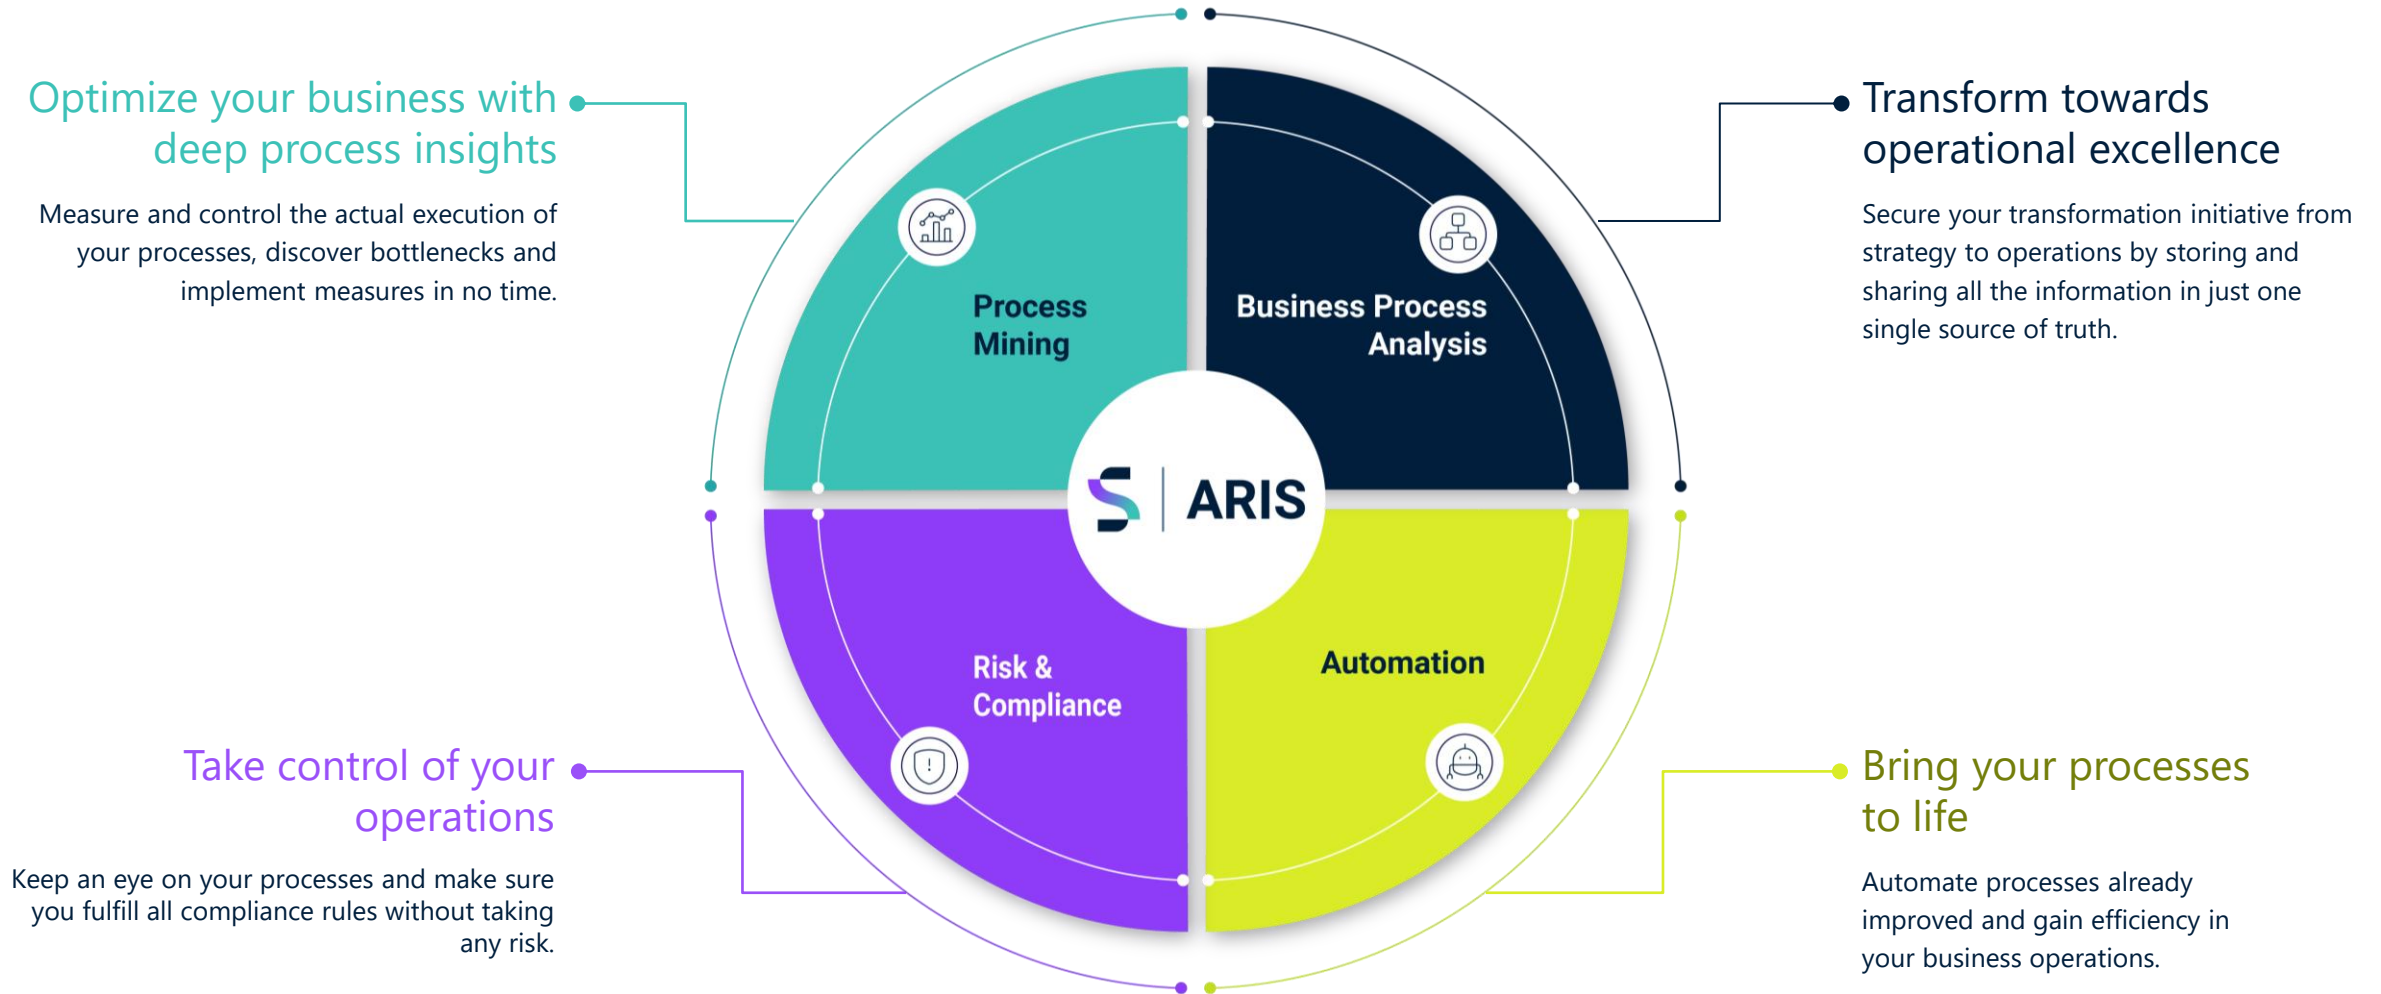 Optimize your business with
deep process insights
Measure and control the actual execution of
your processes, discover bottlenecks and
implement measures in no time.
Transform towards
operational excellence
Secure your transformation initiative from
strategy to operations by storing and
sharing all the information in just one
single source of truth.
Process
Mining
Business Process
Analysis
S | ARIS
Risk &
Compliance
Automation
Take control of your
operations
Keep an eye on your processes and make sure
you fulfill all compliance rules without taking
any risk.
Bring your processes
to life
Automate processes already
improved and gain efficiency in
your business operations.